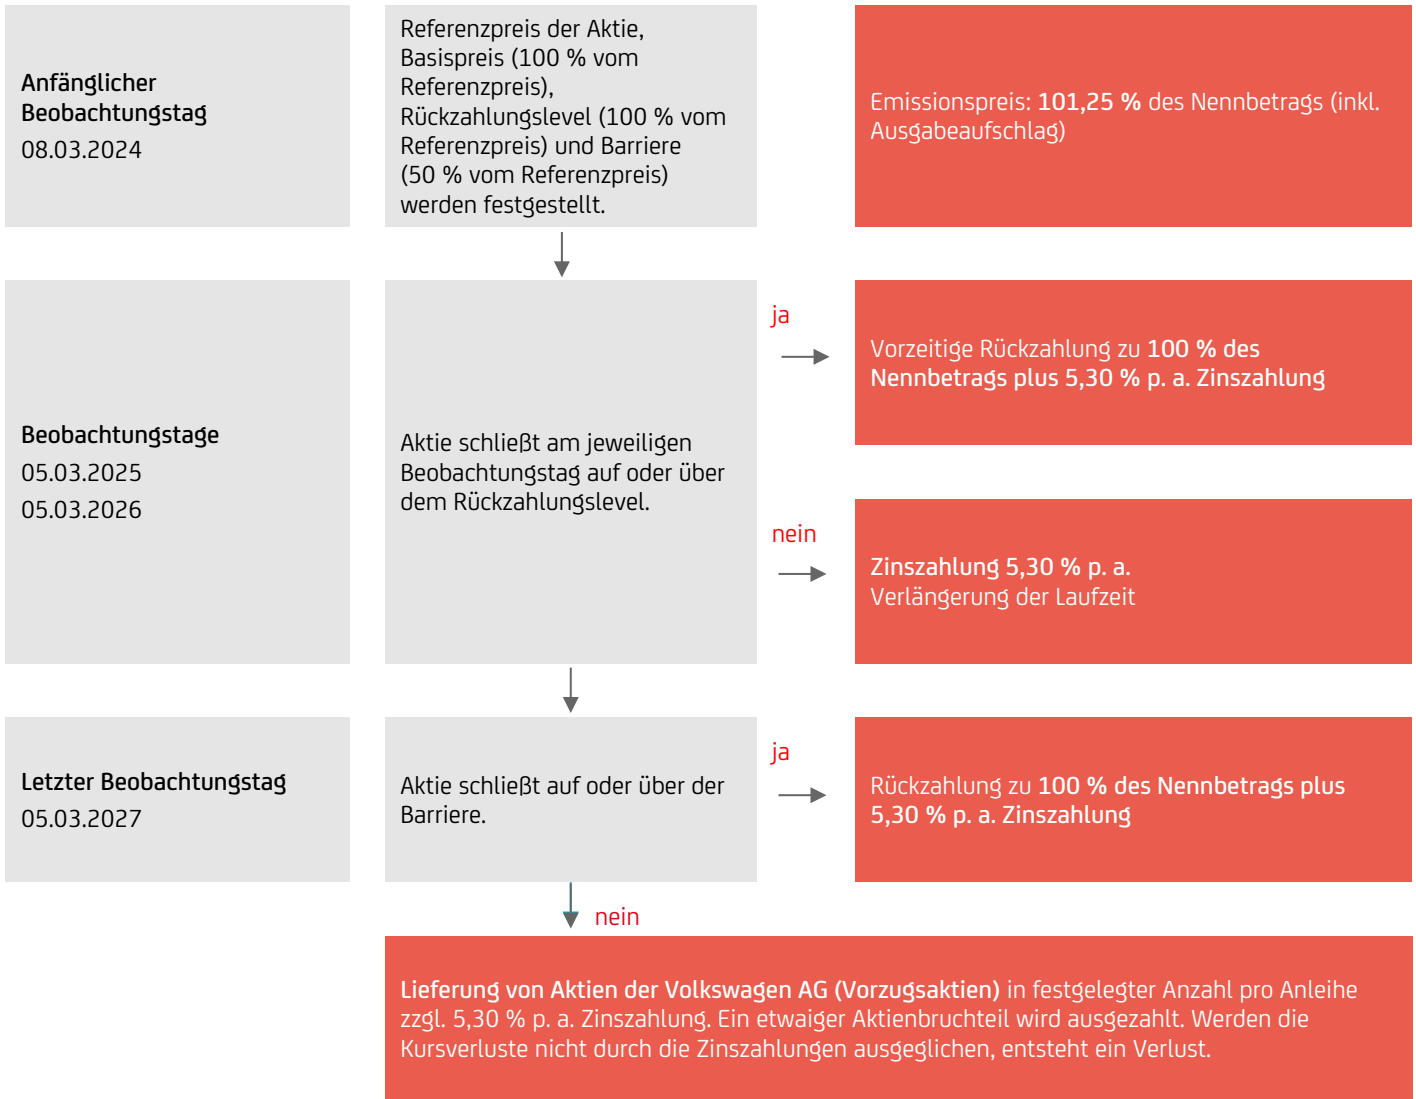 Anfänglicher
Beobachtungstag
08.03.2024
Referenzpreis der Aktie,
Basispreis (100 % vom
Referenzpreis),
Rückzahlungslevel (100 % vom
Referenzpreis) und Barriere
(50 % vom Referenzpreis)
werden festgestellt.
Emissionspreis: 101,25 % des Nennbetrags (inkl.
Ausgabeaufschlag)
Beobachtungstage
05.03.2025
05.03.2026
Aktie schließt am jeweiligen
Beobachtungstag auf oder über
dem Rückzahlungslevel.
ja
Vorzeitige Rückzahlung zu 100 % des
Nennbetrags plus 5,30 % p. a. Zinszahlung
nein
Zinszahlung 5,30 % p. a.
Verlängerung der Laufzeit
Letzter Beobachtungstag
05.03.2027
Aktie schließt auf oder über der
Barriere.
ja
Rückzahlung zu 100 % des Nennbetrags plus
5,30 % p. a. Zinszahlung
nein
Lieferung von Aktien der Volkswagen AG (Vorzugsaktien) in festgelegter Anzahl pro Anleihe
zzgl. 5,30 % p. a. Zinszahlung. Ein etwaiger Aktienbruchteil wird ausgezahlt. Werden die
Kursverluste nicht durch die Zinszahlungen ausgeglichen, entsteht ein Verlust.